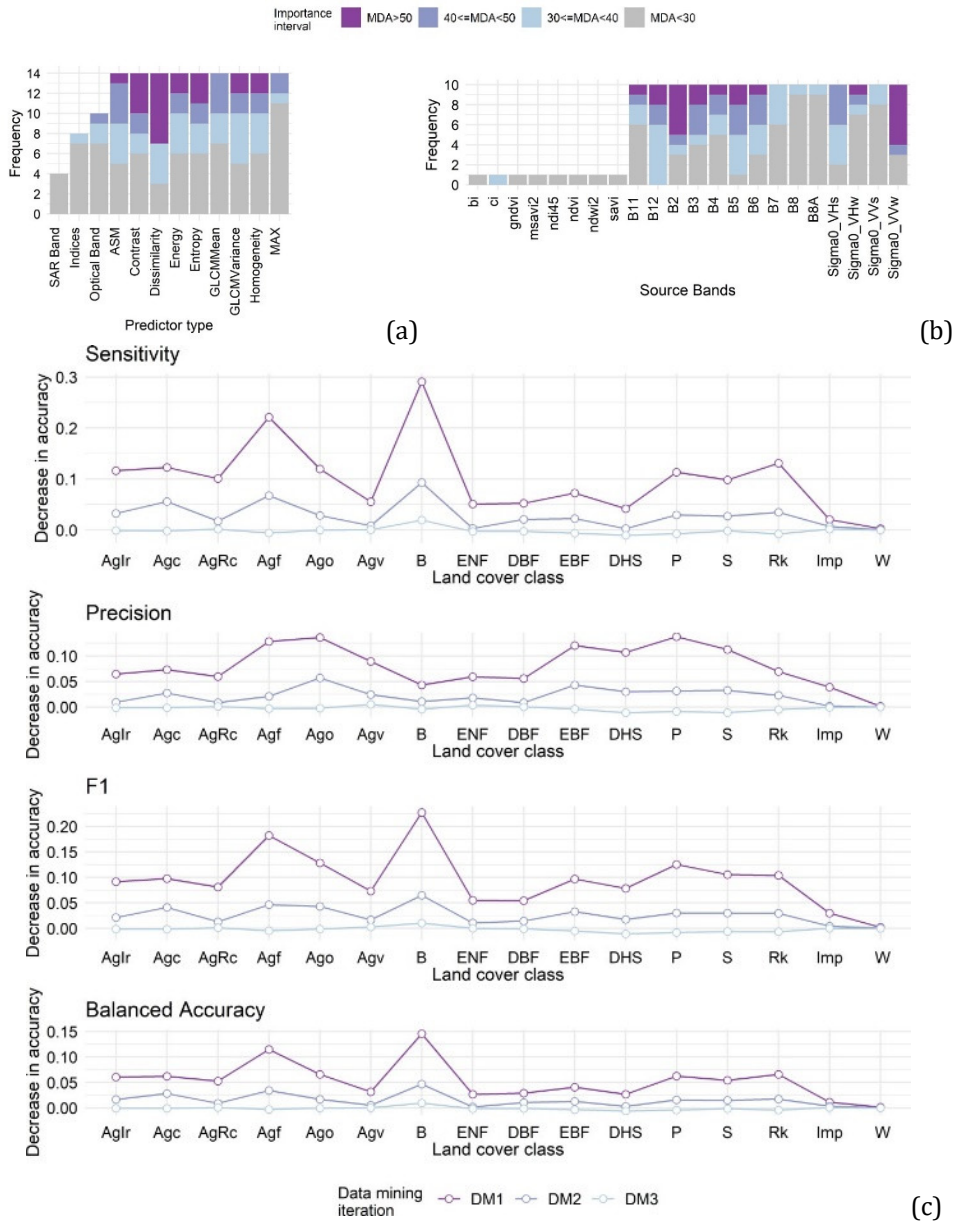 Importance interval
MDA>50 40<=MDA<50 30<=MDA<40 MDA<30
Frequency
14
12
10
8
6
4
2
0
SAR Band Indices Optical Band ASM Contrast Dissimilarity Energy Entropy GLCMMean GLCMVariance Homogeneity MAX
Predictor type
(a)
Frequency
10
8
6
4
2
0
bi ci gndvi msavi2 ndi45 ndvi ndwi2 savi B11 B12 B2 B3 B4 B5 B6 B7 B8 B8A Sigma0_VHs Sigma0_VHw Sigma0_VVs Sigma0_VVw
Source Bands
(b)
Sensitivity
Decrease in accuracy
0.3
0.2
0.1
0.0
AgIr Agc AgRc Agf Ago Agv B ENF DBF EBF DHS P S Rk Imp W
Land cover class
Precision
Decrease in accuracy
0.10
0.05
0.00
AgIr Agc AgRc Agf Ago Agv B ENF DBF EBF DHS P S Rk Imp W
Land cover class
F1
Decrease in accuracy
0.20
0.15
0.10
0.05
0.00
AgIr Agc AgRc Agf Ago Agv B ENF DBF EBF DHS P S Rk Imp W
Land cover class
Balanced Accuracy
Decrease in accuracy
0.15
0.10
0.05
0.00
AgIr Agc AgRc Agf Ago Agv B ENF DBF EBF DHS P S Rk Imp W
Land cover class
Data mining iteration
DM1 DM2 DM3
(c)